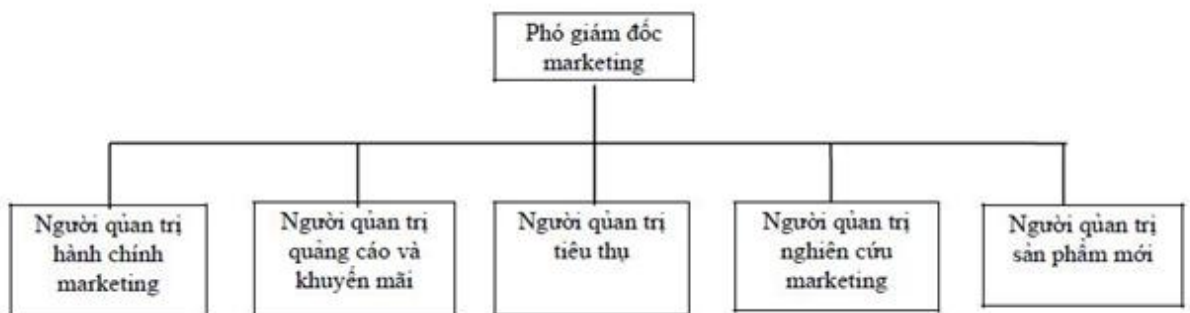 Phó giám đốc
marketing
Người quản trị
hành chính
marketing
Người quản trị
quảng cáo và
khuyến mãi
Người quản trị
tiêu thụ
Người quản trị
nghiên cứu
marketing
Người quản trị
sản phẩm mới